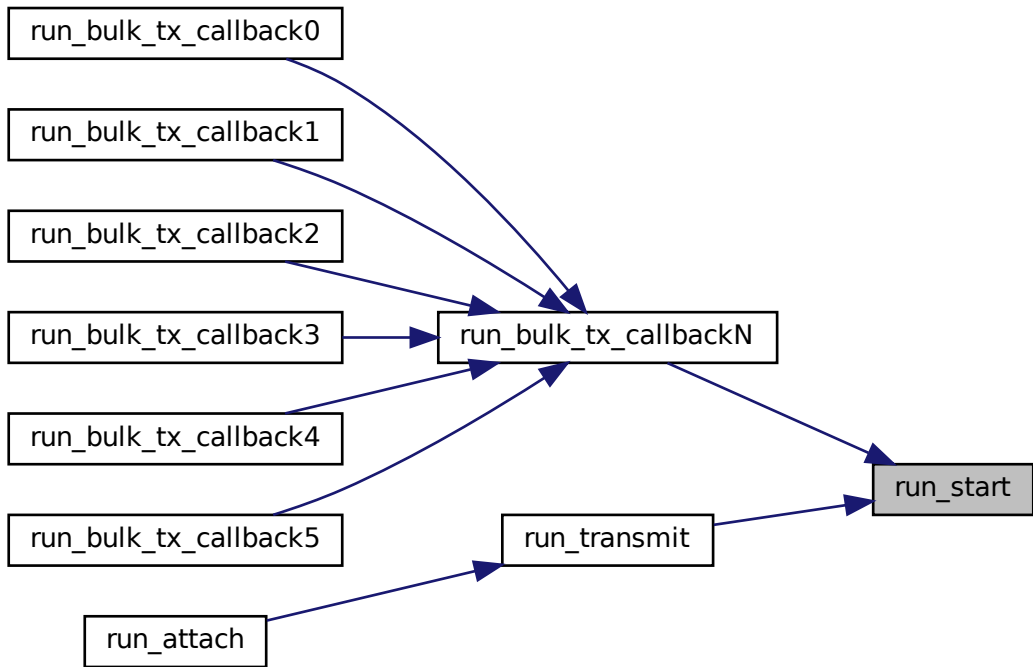 run_bulk_tx_callback0
run_bulk_tx_callback1
run_bulk_tx_callback2
run_bulk_tx_callback3
run_bulk_tx_callbackN
run_bulk_tx_callback4
run_start
run_bulk_tx_callback5
run_transmit
run_attach